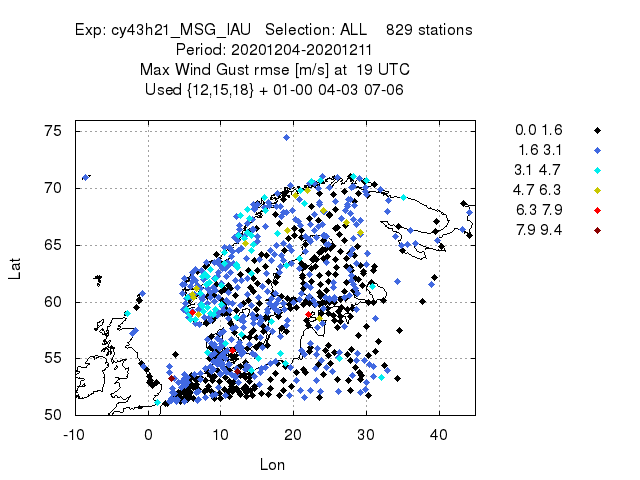 Exp: cy43h21_MSG_IAU   Selection: ALL    829 stations
Period: 20201204-20201211
Max Wind Gust rmse [m/s] at  19 UTC
Used {12,15,18} + 01-00 04-03 07-06
75
70
65
60
55
50
Lat
-10 0 10 20 30 40
Lon
0.0 1.6
1.6 3.1
3.1 4.7
4.7 6.3
6.3 7.9
7.9 9.4